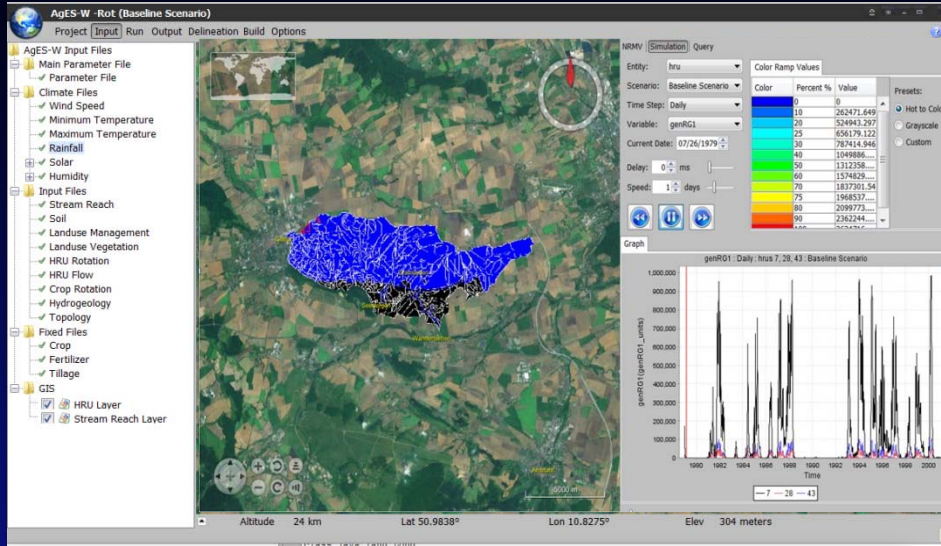 AgES-W -Rot (Baseline Scenario)
Project Input Run Output Delineation Build Options
AgES-W Input Files
Main Parameter File
Parameter File
Climate Files
Wind Speed
Minimum Temperature
Maximum Temperature
Rainfall
Solar
Humidity
Input Files
Stream Reach
Soil
Landuse Management
Landuse Vegetation
HRU Rotation
HRU Flow
Crop Rotation
Hydrogeology
Topology
Fixed Files
Crop
Fertilizer
Tillage
GIS
HRU Layer
Stream Reach Layer
5000 m
NRMV Simulation Query
Entity: hru
Scenario: Baseline Scenario
Time Step: Daily
Variable: genRG1
Current Date: 07/26/1979
Delay: 0 ms
Speed: 1 days
Color Ramp Values
Color Percent % Value
0 0
10 262471.649
20 524943.297
25 656179.122
30 787414.946
40 1049886....
50 1312358....
60 1574829....
70 1837301.54
75 1968537....
80 2099773....
90 2362244....
Presets:
Hot to Cold
Grayscale
Custom
Graph
genRG1 : Daily : hrus 7, 28, 43 : Baseline Scenario
genRG1(genRG1_units)
1,000,000
900,000
800,000
700,000
600,000
500,000
400,000
300,000
200,000
100,000
0
1980 1982 1984 1986 1988 1990 1992 1994 1996 1998 2000
Time
7 28 43
Altitude 24 km Lat 50.9838° Lon 10.8275° Elev 304 meters